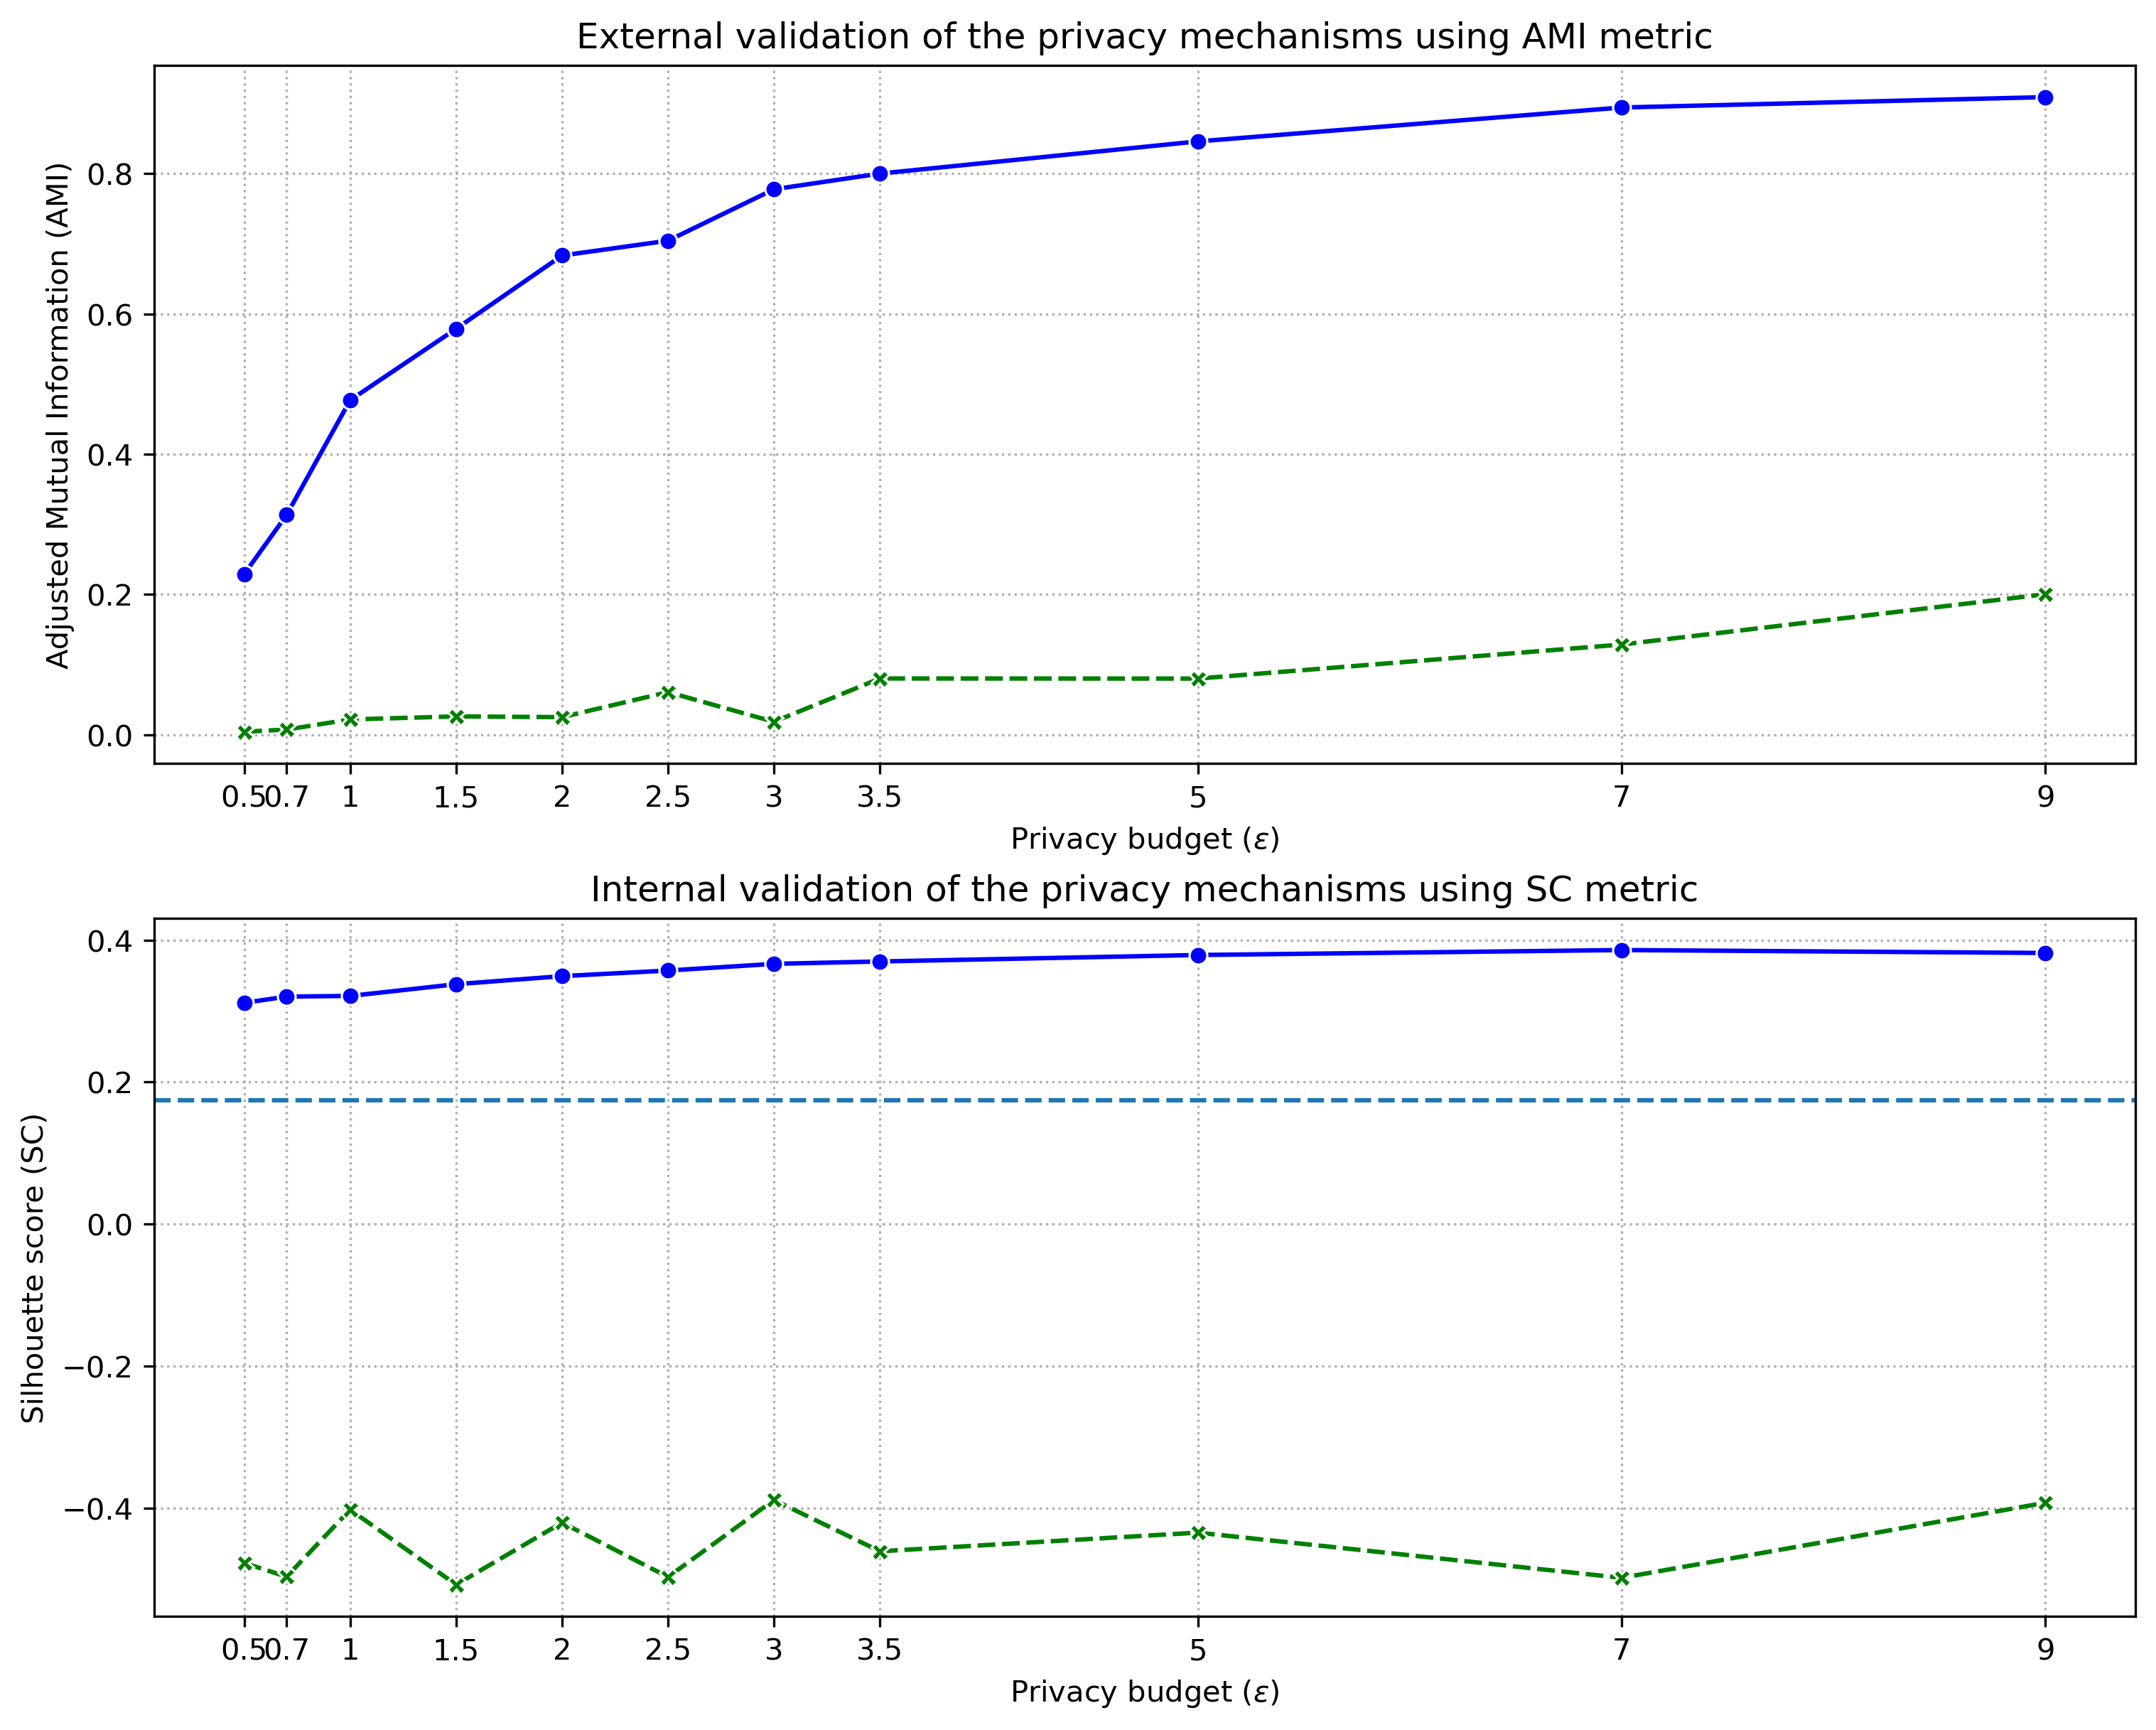 External validation of the privacy mechanisms using AMI metric
Adjusted Mutual Information (AMI)
0.8
0.6
0.4
0.2
0.0
0.5 0.7 1 1.5 2 2.5 3 3.5 5 7 9
Privacy budget (ε)
Internal validation of the privacy mechanisms using SC metric
Silhouette score (SC)
0.4
0.2
0.0
−0.2
−0.4
0.5 0.7 1 1.5 2 2.5 3 3.5 5 7 9
Privacy budget (ε)